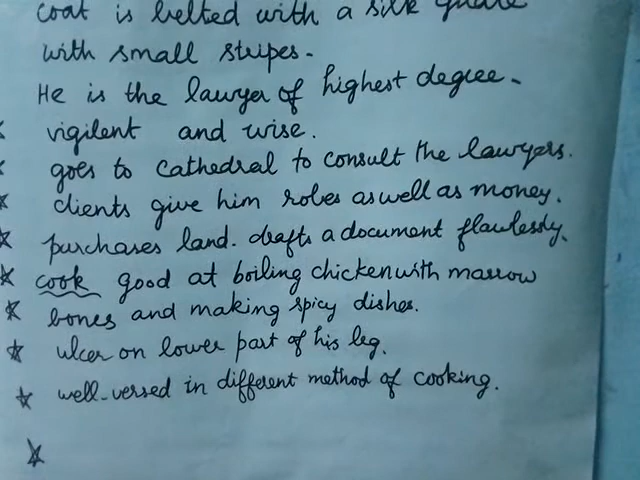 coat is belted with a silk
with small stripes.
He is the lawyer of highest degree.
vigilent and wise.
goes to cathedral to consult the lawyers.
clients give him robes aswell as money.
purchases land. drafts a document flawlessly.
cook good at boiling chicken with marrow
bones and making spicy dishes.
ulcer on lower part of his leg.
well-versed in different method of cooking.